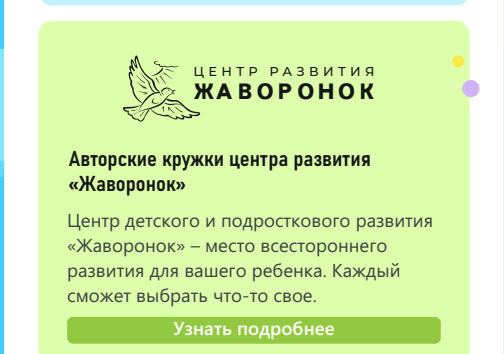 ЦЕНТР РАЗВИТИЯ
ЖАВОРОНОК
Авторские кружки центра развития
«Жаворонок»
Центр детского и подросткового развития
«Жаворонок» – место всестороннего
развития для вашего ребенка. Каждый
сможет выбрать что-то свое.
Узнать подробнее